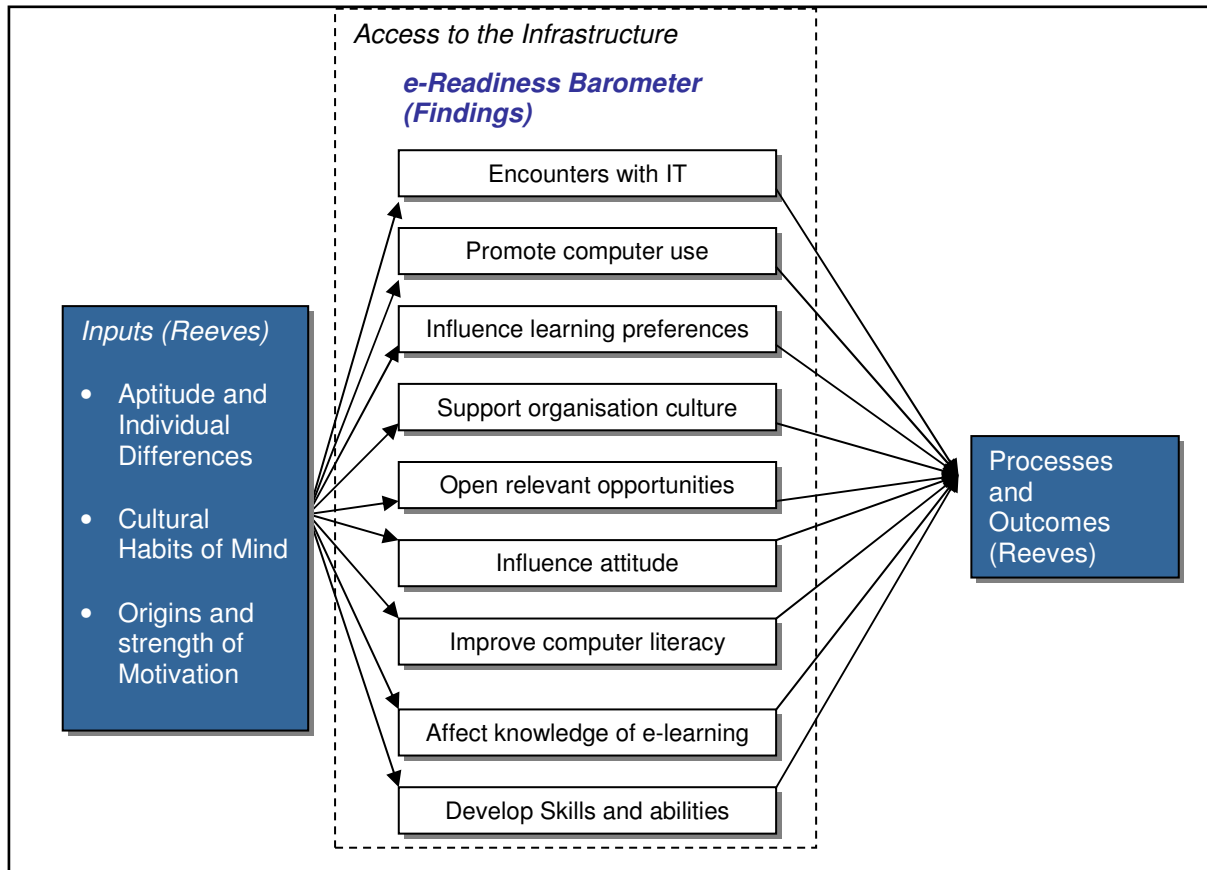 Access to the Infrastructure
e-Readiness Barometer
(Findings)
Encounters with IT
Promote computer use
Influence learning preferences
Support organisation culture
Open relevant opportunities
Influence attitude
Improve computer literacy
Affect knowledge of e-learning
Develop Skills and abilities
Inputs (Reeves)
• Aptitude and
Individual
Differences
• Cultural
Habits of Mind
• Origins and
strength of
Motivation
Processes
and
Outcomes
(Reeves)